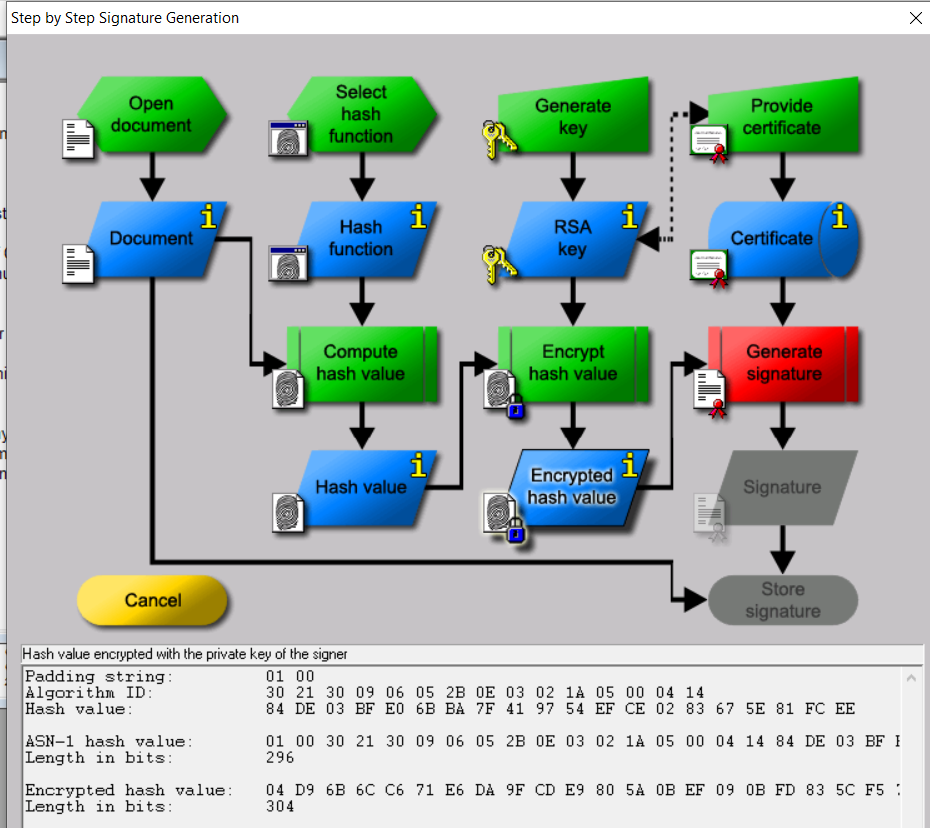 Step by Step Signature Generation
Open
document
Select
hash
function
Generate
key
Provide
certificate
Document
Hash
function
RSA
key
Certificate
Compute
hash value
Encrypt
hash value
Generate
signature
Hash value
Encrypted
hash value
Signature
Store
signature
Cancel
Hash value encrypted with the private key of the signer
Padding string: 01 00
Algorithm ID: 30 21 30 09 06 05 2B 0E 03 02 1A 05 00 04 14
Hash value: 84 DE 03 BF E0 6B BA 7F 41 97 54 EF CE 02 83 67 5E 81 FC EE
ASN-1 hash value: 01 00 30 21 30 09 06 05 2B 0E 03 02 1A 05 00 04 14 84 DE 03 BF
Length in bits: 296
Encrypted hash value: 04 D9 6B 6C C6 71 E6 DA 9F CD E9 80 5A 0B EF 09 0B FD 83 5C F5
Length in bits: 304